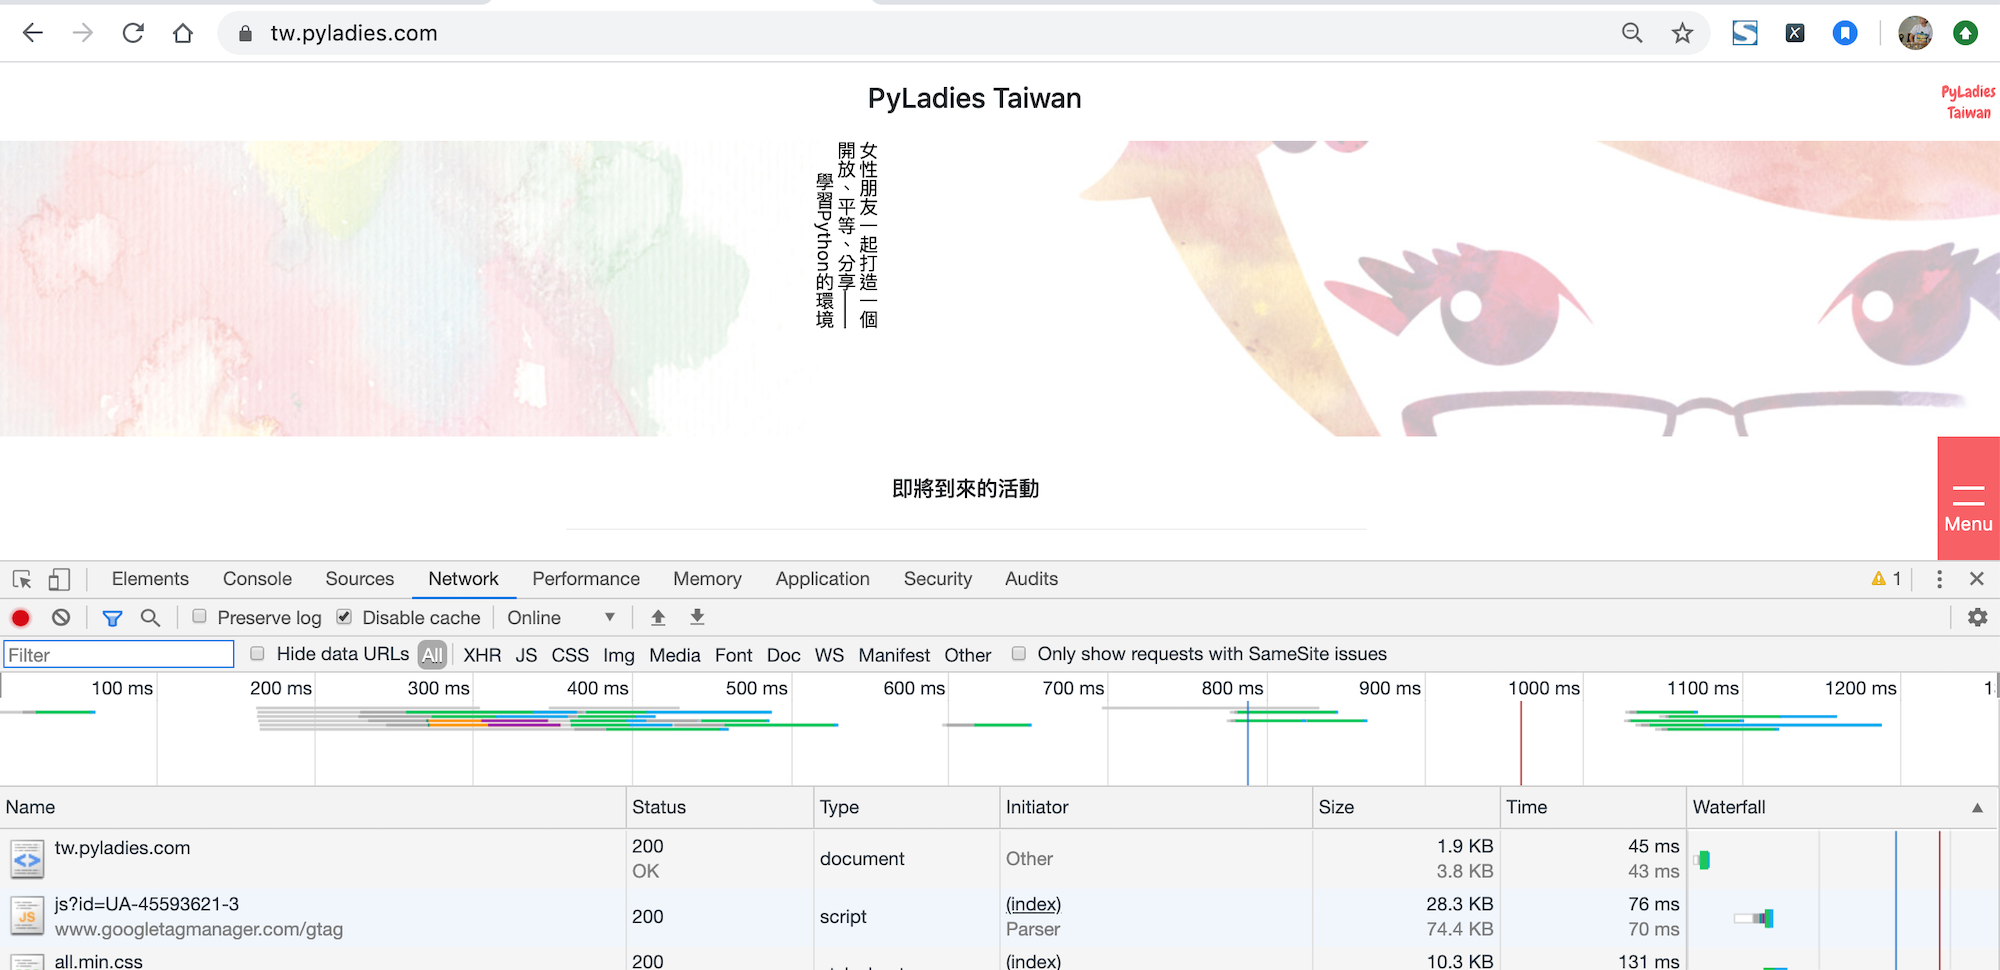 tw.pyladies.com
PyLadies Taiwan
PyLadies
Taiwan
女性朋友一起打造一個
開放、平等、分享——
學習Python的環境
即將到來的活動
Menu
Elements Console Sources Network Performance Memory Application Security Audits 1
Preserve log Disable cache Online
Filter Hide data URLs All XHR JS CSS Img Media Font Doc WS Manifest Other Only show requests with SameSite issues
100 ms 200 ms 300 ms 400 ms 500 ms 600 ms 700 ms 800 ms 900 ms 1000 ms 1100 ms 1200 ms
Name Status Type Initiator Size Time Waterfall
tw.pyladies.com 200 OK document Other 1.9 KB 3.8 KB 45 ms 43 ms
js?id=UA-45593621-3 www.googletagmanager.com/gtag 200 script (index) Parser 28.3 KB 74.4 KB 76 ms 70 ms
all.min.css 200 (index) 10.3 KB 131 ms